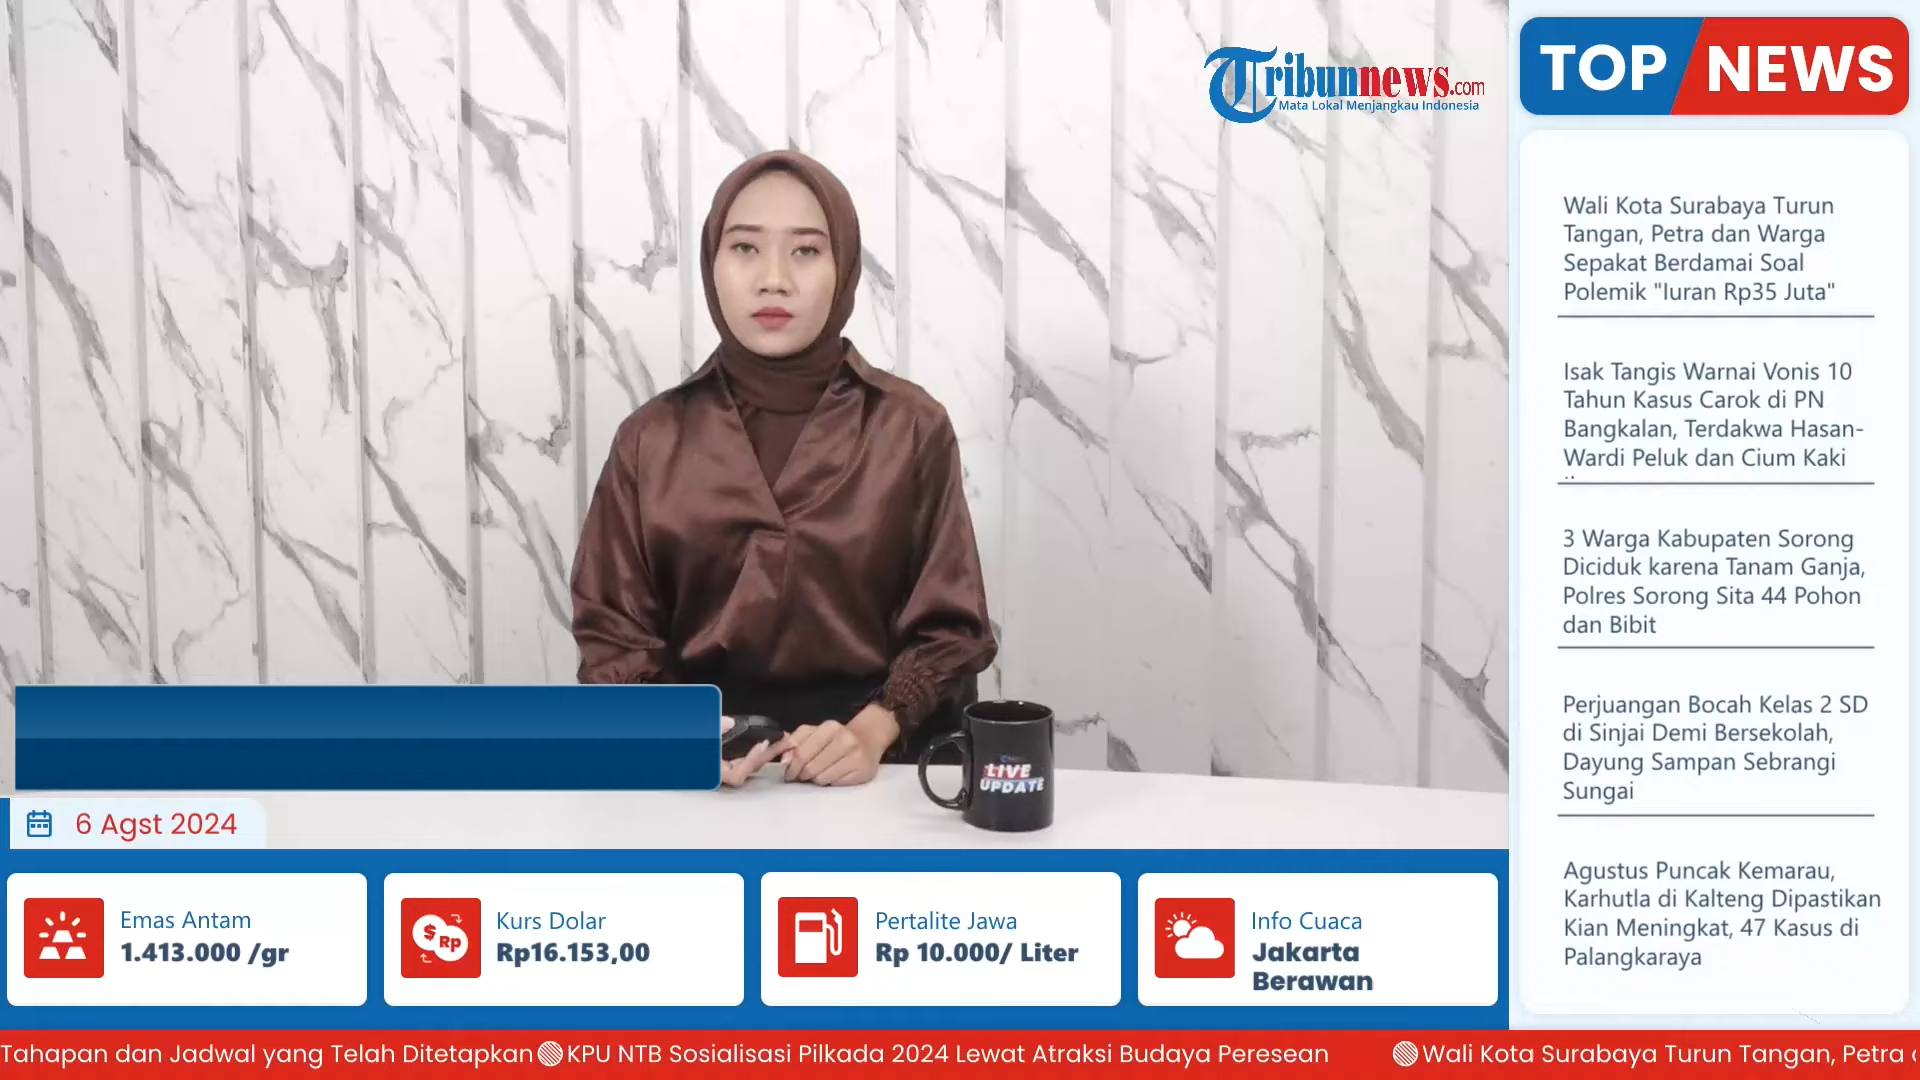 Tribunnews.com
Mata Lokal Menjangkau Indonesia
TOP NEWS
Wali Kota Surabaya Turun
Tangan, Petra dan Warga
Sepakat Berdamai Soal
Polemik "Iuran Rp35 Juta"
Isak Tangis Warnai Vonis 10
Tahun Kasus Carok di PN
Bangkalan, Terdakwa Hasan-
Wardi Peluk dan Cium Kaki
3 Warga Kabupaten Sorong
Diciduk karena Tanam Ganja,
Polres Sorong Sita 44 Pohon
dan Bibit
Perjuangan Bocah Kelas 2 SD
di Sinjai Demi Bersekolah,
Dayung Sampan Sebrangi
Sungai
Agustus Puncak Kemarau,
Karhutla di Kalteng Dipastikan
Kian Meningkat, 47 Kasus di
Palangkaraya
LIVE
UPDATE
6 Agst 2024
Emas Antam
1.413.000 /gr
Kurs Dolar
Rp16.153,00
Pertalite Jawa
Rp 10.000/ Liter
Info Cuaca
Jakarta
Berawan
Tahapan dan Jadwal yang Telah Ditetapkan KPU NTB Sosialisasi Pilkada 2024 Lewat Atraksi Budaya Peresean Wali Kota Surabaya Turun Tangan, Petra